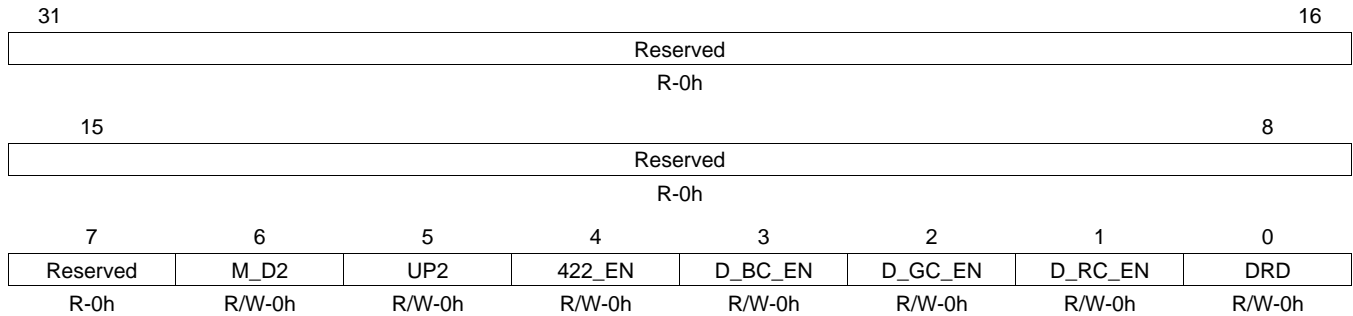 31 16
Reserved
R-0h
15 8
Reserved
R-0h
7 6 5 4 3 2 1 0
Reserved M_D2 UP2 422_EN D_BC_EN D_GC_EN D_RC_EN DRD
R-0h R/W-0h R/W-0h R/W-0h R/W-0h R/W-0h R/W-0h R/W-0h